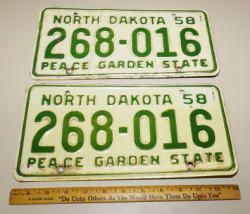 NORTH DAKOTA 58
268-016
PEACE GARDEN STATE
NORTH DAKOTA 58
268-016
PEACE GARDEN STATE
"Do Unto Others As You Would Have Them Do Unto You"